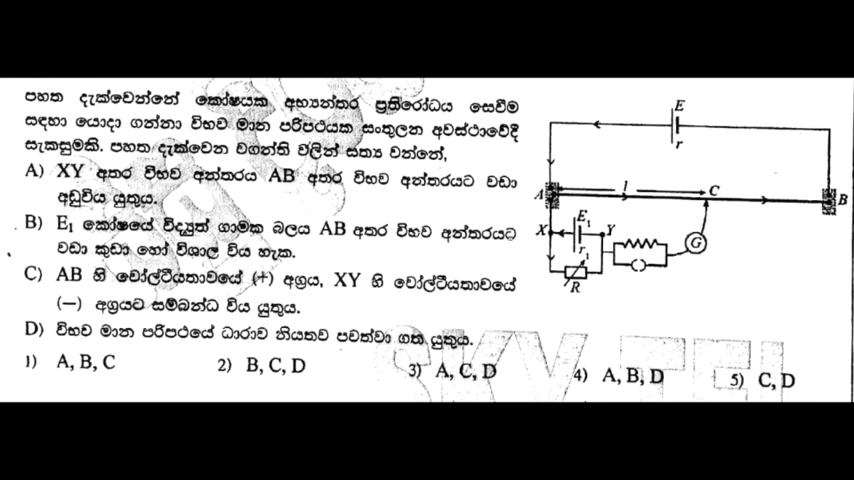 පහත දැක්වෙන්නේ කෝෂයක අභ්‍යන්තර ප්‍රතිරෝධය සෙවීම
සඳහා යොදා ගන්නා විභව මාන පරිපථයක සංතුලන අවස්ථාවේදී
සැකසුමකි. පහත දැක්වෙන වගන්ති වලින් සත්‍ය වන්නේ,
A) XY අතර විභව අන්තරය AB අතර විභව අන්තරයට වඩා
අඩුවිය යුතුය.
B) E₁ කෝෂයේ විද්‍යුත් ගාමක බලය AB අතර විභව අන්තරයට
වඩා කුඩා හෝ විශාල විය හැක.
C) AB හි වෝල්ටීයතාවයේ (+) අග්‍රය, XY හි වෝල්ටීයතාවයේ
(—) අග්‍රයට සම්බන්ධ විය යුතුය.
D) විභව මාන පරිපථයේ ධාරාව නියතව පවත්වා ගත යුතුය.
1) A, B, C 2) B, C, D 3) A, C, D 4) A, B, D 5) C, D
E
r
A l C B
X E₁ Y
r₁ G
R
SKY TEL